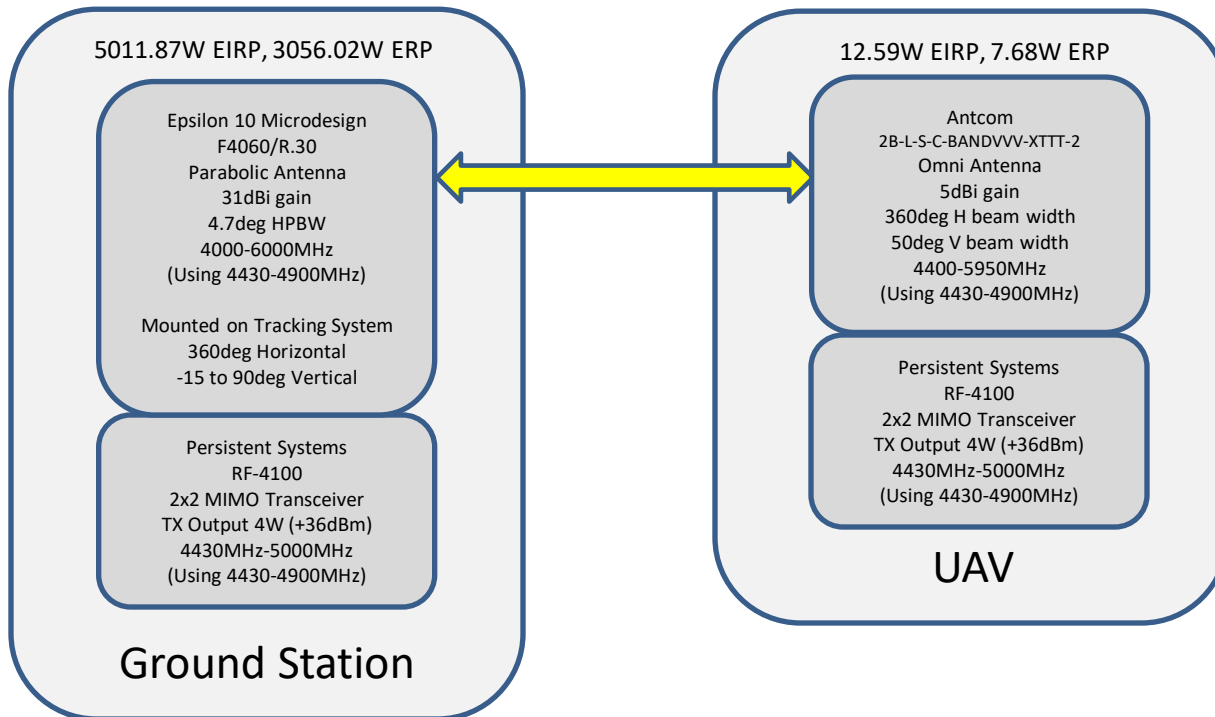 5011.87W EIRP, 3056.02W ERP
Epsilon 10 Microdesign
F4060/R.30
Parabolic Antenna
31dBi gain
4.7deg HPBW
4000-6000MHz
(Using 4430-4900MHz)
Mounted on Tracking System
360deg Horizontal
-15 to 90deg Vertical
Persistent Systems
RF-4100
2x2 MIMO Transceiver
TX Output 4W (+36dBm)
4430MHz-5000MHz
(Using 4430-4900MHz)
Ground Station
12.59W EIRP, 7.68W ERP
Antcom
2B-L-S-C-BANDVVV-XTTT-2
Omni Antenna
5dBi gain
360deg H beam width
50deg V beam width
4400-5950MHz
(Using 4430-4900MHz)
Persistent Systems
RF-4100
2x2 MIMO Transceiver
TX Output 4W (+36dBm)
4430MHz-5000MHz
(Using 4430-4900MHz)
UAV